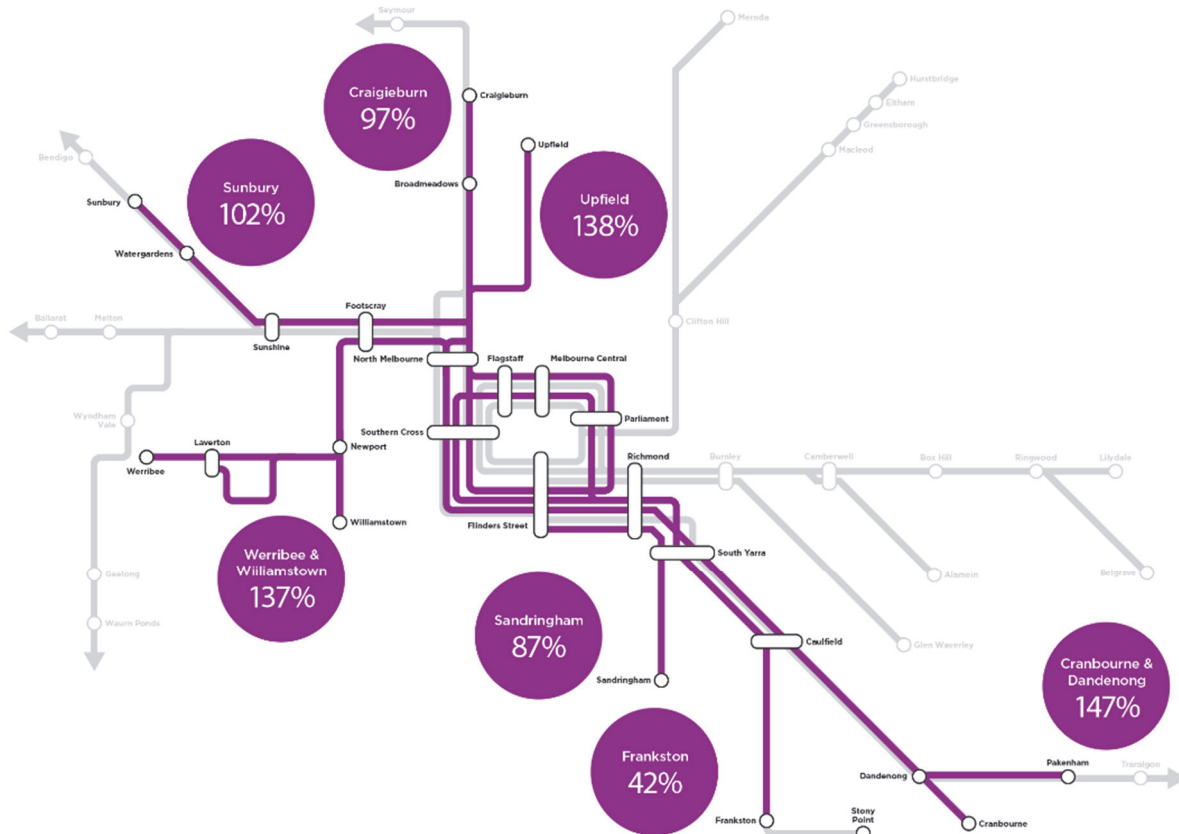 Seymour
Mernda
Craigieburn
97%
Craigieburn
Hurstbridge
Eltham
Greensborough
Macleod
Upfield
Bendigo
Sunbury
102%
Broadmeadows
Upfield
138%
Sunbury
Watergardens
Footscray
Ballarat
Melton
Sunshine
Clifton Hill
North Melbourne
Flagstaff
Melbourne Central
Wyndham
Vale
Parliament
Southern Cross
Laverton
Newport
Richmond
Burnley
Camberwell
Box Hill
Ringwood
Lilydale
Werribee
Williamstown
Flinders Street
South Yarra
Werribee &
Wiiliamstown
137%
Geelong
Alamein
Belgrave
Waurn Ponds
Sandringham
87%
Caulfield
Glen Waverley
Sandringham
Cranbourne &
Dandenong
147%
Frankston
42%
Dandenong
Pakenham
Traralgon
Frankston
Stony
Point
Cranbourne